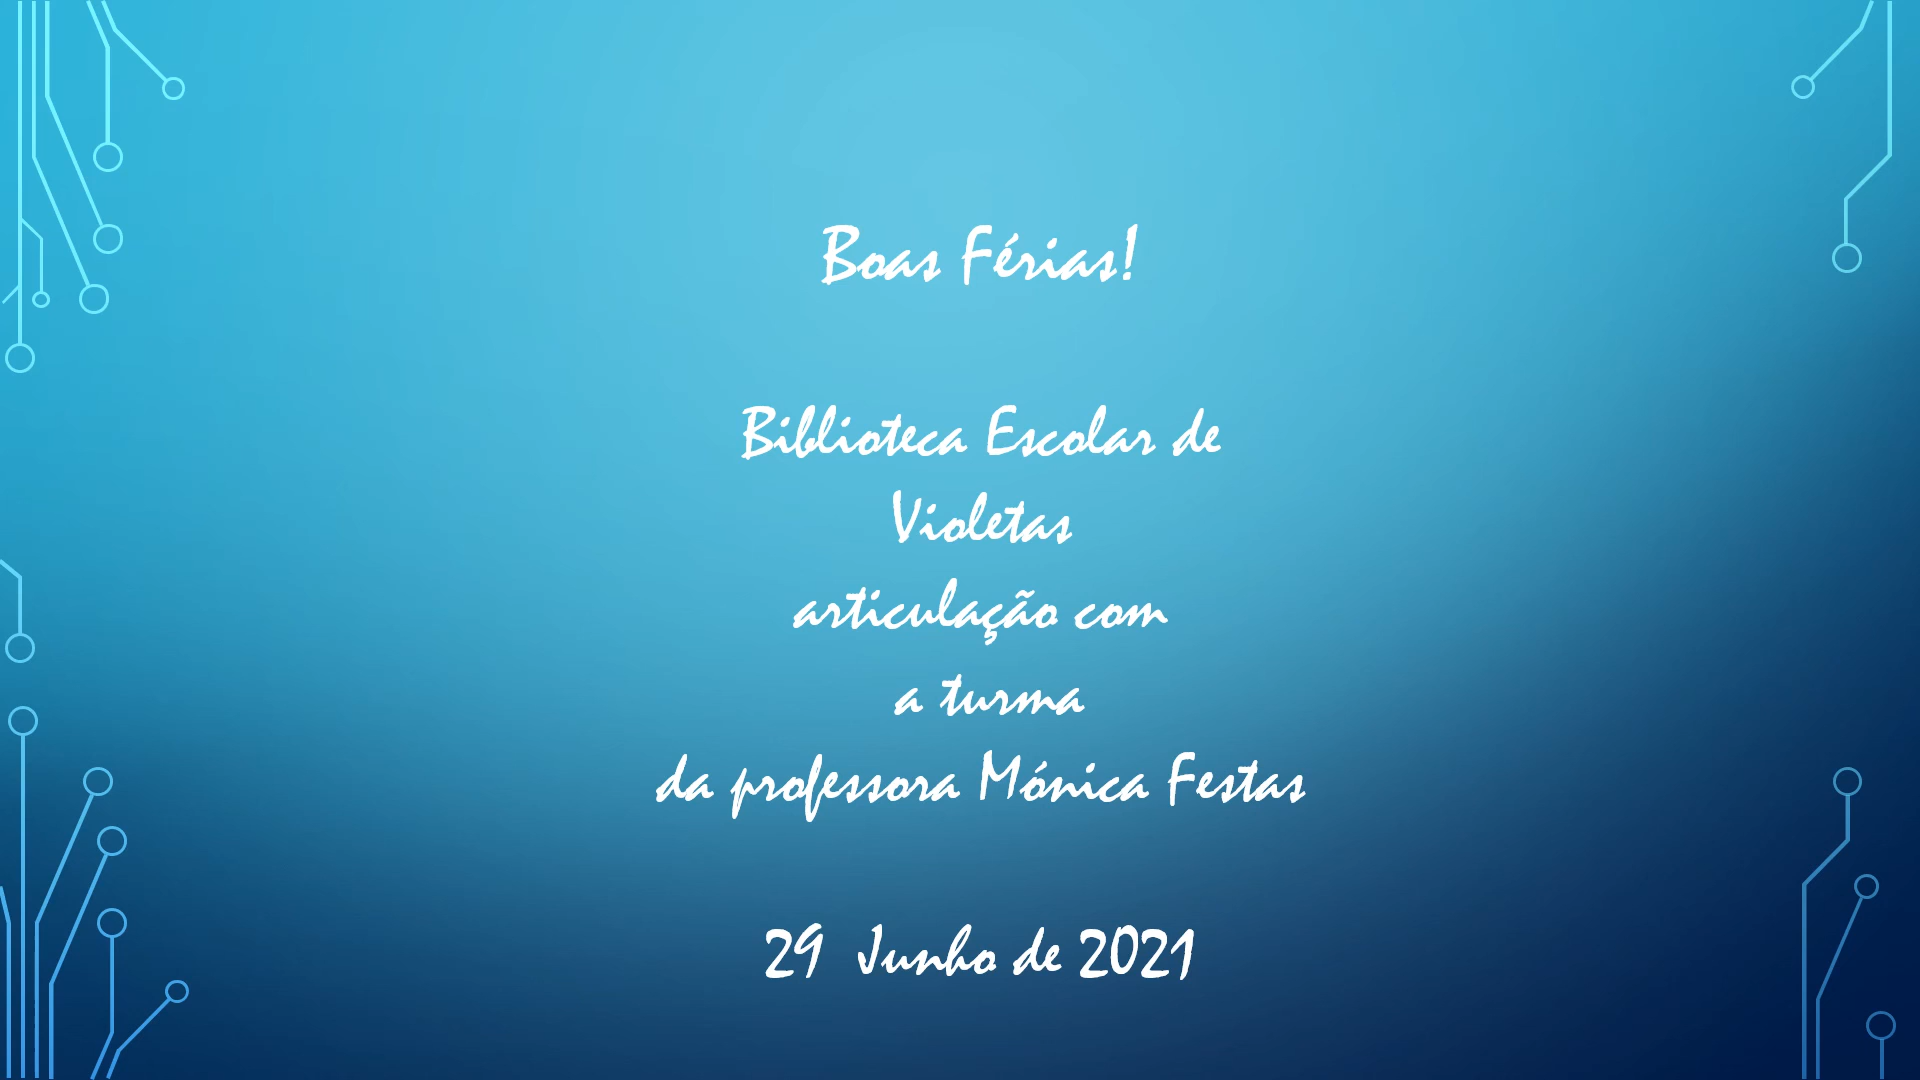 Boas Férias!
Biblioteca Escolar de
Violetas
articulação com
a turma
da professora Mónica Festas
29 Junho de 2021